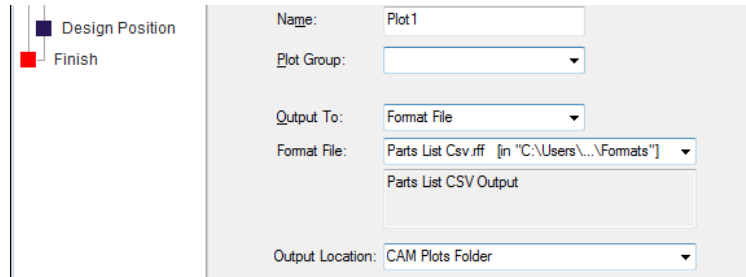 Design Position
Finish
Name: Plot1
Plot Group:
Output To: Format File
Format File: Parts List Csv.rff [in "C:\Users\...\Formats"]
Parts List CSV Output
Output Location: CAM Plots Folder